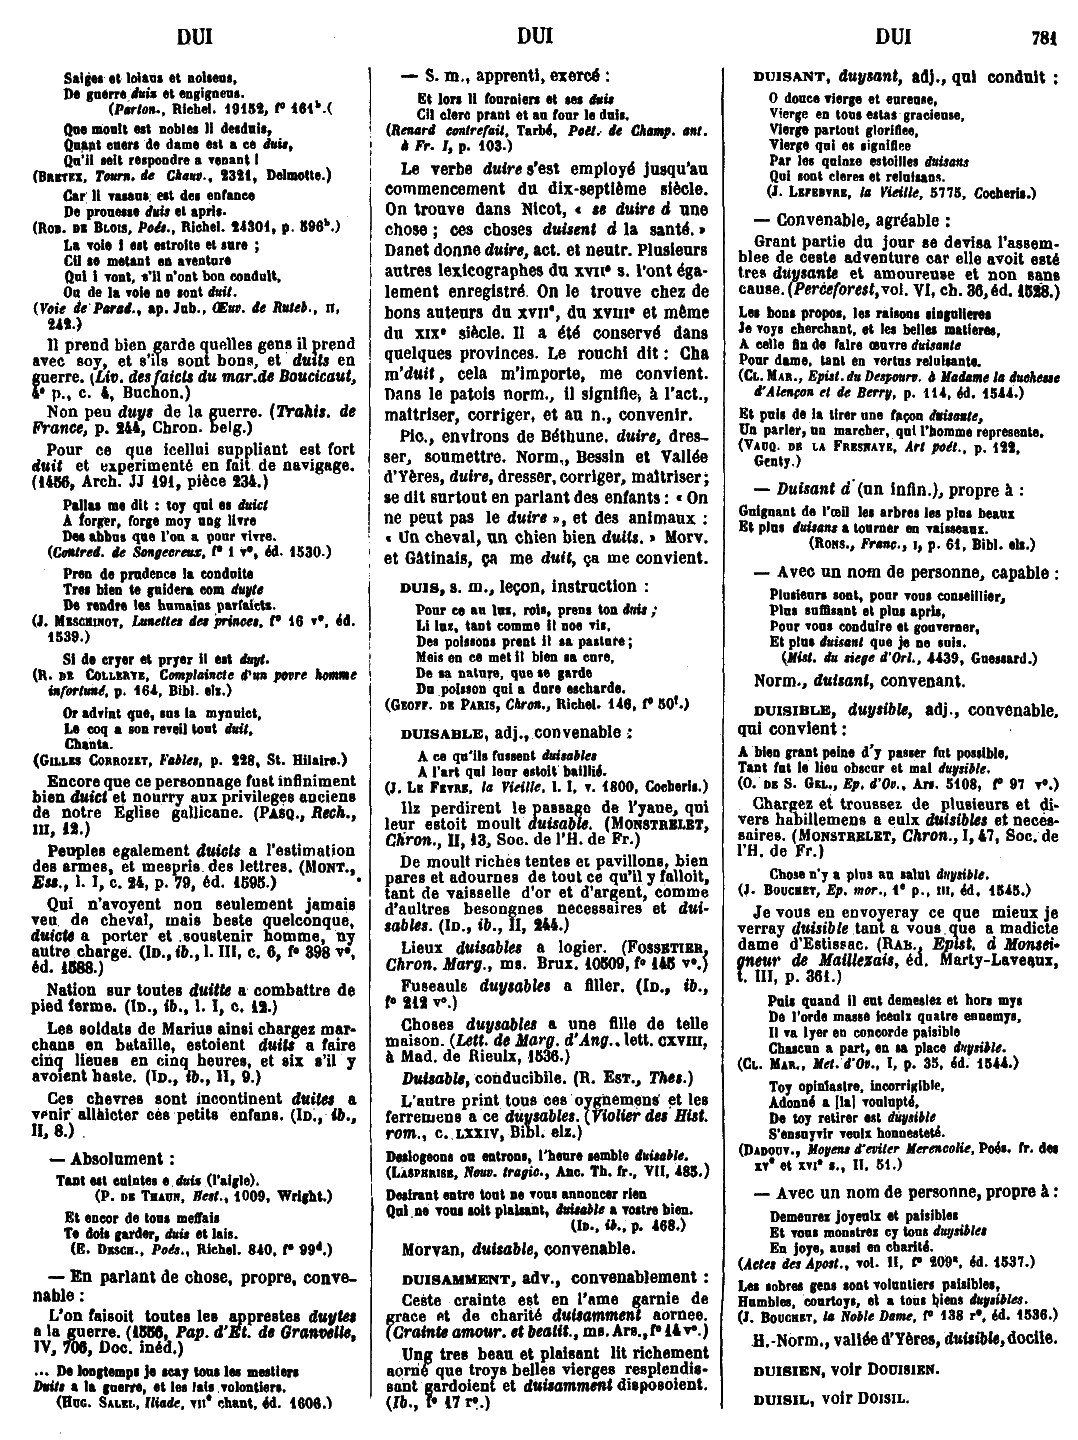 DUI
DUI
DUI 781
Saiges et loiaus et noiseus,
De guerre duis et engigneus.
(Parton., Richel. 19152, f° 161ᵇ.(
Que moult est nobles li desduis,
Quant cuers de dame est a ce duis,
Qu'il seit respondre a venant !
(BRETEX, Tourn. de Chauv., 2321, Delmotte.)
Car li vasaus est des enfance
De prouesse duis et apris.
(ROB. DE BLOIS, Poés., Richel. 24301, p. 596ᵇ.)
La voie i est estroite et sure ;
Cil se metant en aventure
Qui i vont, s'il n'ont bon conduit,
Ou de la voie ne sont duit.
(Voie de Parad., ap. Jub., Œuv. de Ruteb., II,
242.)
Il prend bien garde quelles gens il prend
avec soy, et s'ils sont bons, et duits en
guerre. (Liv. des faicts du mar. de Boucicaut,
4ᵉ p., c. 4, Buchon.)
Non peu duys de la guerre. (Trahis. de
France, p. 244, Chron. belg.)
Pour ce que icellui suppliant est fort
duit et experimenté en fait de navigage.
(1456, Arch. JJ 191, pièce 234.)
Pallas me dit : toy qui es duict
A forger, forge moy ung livre
Des abbus que l'on a pour vivre.
(Contred. de Songecreux, f° 1 v°, éd. 1530.)
Pren de prudence la conduite
Tres bien te guidera com duyte
De rendre les humains parfaicts.
(J. MESCHINOT, Lunettes des princes, f° 16 v°, éd.
1539.)
Si de cryer et pryer il est duyt.
(R. DE COLLERYE, Complaincte d'un povre homme
infortuné, p. 164, Bibl. elz.)
Or advint que, sus la mynuict,
Le coq a son reveil tout duit,
Chanta.
(GILLES CORROZET, Fables, p. 228, St. Hilaire.)
Encore que ce personnage fust infiniment
bien duict et nourry aux privileges anciens
de notre Eglise gallicane. (PASQ., Rech.,
III, 12.)
Peuples egalement duicts a l'estimation
des armes, et mespris des lettres. (MONT.,
Ess., l. I, c. 24, p. 79, éd. 1595.)
Qui n'avoyent non seulement jamais
veu de cheval, mais beste quelconque,
duicte a porter et soustenir homme, ny
autre charge. (ID., ib., l. III, c. 6, f° 398 v°,
éd. 1588.)
Nation sur toutes duitte a combattre de
pied ferme. (ID., ib., l. I, c. 12.)
Les soldats de Marius ainsi chargez mar-
chans en bataille, estoient duits a faire
cinq lieues en cinq heures, et six s'il y
avoient haste. (ID., ib., II, 9.)
Ces chevres sont incontinent duites a
venir allaicter ces petits enfans. (ID., ib.,
II, 8.)
— Absolument :
Tant est cuintes e duis (l'aigle).
(P. DE THAUN, Best., 1009, Wright.)
Et encor de tous meffais
Te dois garder, duis et lais.
(E. DESCH., Poés., Richel. 840, f° 99ᵈ.)
— En parlant de chose, propre, conve-
nable :
L'on faisoit toutes les apprestes duytes
a la guerre. (1556, Pap. d'Et. de Granvelle,
IV, 706, Doc. inéd.)
... De longtemps je scay tous les mestiers
Duits a la guerre, et les fais volontiers.
(HUG. SALEL, Iliade, VIIᵉ chant, éd. 1606.)
— S. m., apprenti, exercé :
Et lors li fourniers et ses duis
Cil clerc prant et au four le duis.
(Renard contrefait, Tarbé, Poët. de Champ. ant.
à Fr. I, p. 103.)
Le verbe duire s'est employé jusqu'au
commencement du dix-septième siècle.
On trouve dans Nicot, « se duire à une
chose ; ces choses duisent à la santé. »
Danet donne duire, act. et neutr. Plusieurs
autres lexicographes du XVIIᵉ s. l'ont éga-
lement enregistré. On le trouve chez de
bons auteurs du XVIIᵉ, du XVIIIᵉ et même
du XIXᵉ siècle. Il a été conservé dans
quelques provinces. Le rouchi dit : Cha
m'duit, cela m'importe, me convient.
Dans le patois norm., il signifie, à l'act.,
maîtriser, corriger, et au n., convenir.
Pic., environs de Béthune, duire, dres-
ser, soumettre. Norm., Bessin et Vallée
d'Yères, duire, dresser, corriger, maîtriser ;
se dit surtout en parlant des enfants : « On
ne peut pas le duire », et des animaux :
« Un cheval, un chien bien duits. » Morv.
et Gâtinais, ça me duit, ça me convient.
DUIS, s. m., leçon, instruction :
Pour ce au luz, rois, prens ton duis ;
Li luz, tant comme il noe vis,
Des poissons prent il sa pasture ;
Meis en ce met il bien sa cure,
De sa nature, que se garde
Du poisson qui a dure escharde.
(GEOFF. DE PARIS, Chron., Richel. 146, f° 50ᶠ.)
DUISABLE, adj., convenable :
A ce qu'ils fussent duisables
A l'art qui leur estoit baillié.
(J. LE FEVRE, la Vieille, l. I, v. 1800, Cocheris.)
Ilz perdirent le passage de l'yaue, qui
leur estoit moult duisable. (MONSTRELET,
Chron., II, 13, Soc. de l'H. de Fr.)
De moult riches tentes et pavillons, bien
pares et adournes de tout ce qu'il y falloit,
tant de vaisselle d'or et d'argent, comme
d'aultres besongnes necessaires et dui-
sables. (ID., ib., II, 244.)
Lieux duisables a logier. (FOSSETIER,
Chron. Marg., ms. Brux. 10509, f° 145 v°.)
Fuseauls duysables a filler. (ID., ib.,
f° 212 v°.)
Choses duysables a une fille de telle
maison. (Lett. de Marg. d'Ang., lett. CXVIII,
à Mad. de Rieulx, 1536.)
Duisable, conducibile. (R. EST., Thes.)
L'autre print tous ces oygnemens et les
ferremens a ce duysables. (Violier des Hist.
rom., c. LXXIV, Bibl. elz.)
Deslogeons ou entrons, l'heure semble duisable.
(LASPHRISE, Nouv. tragic., Anc. Th. fr., VII, 485.)
Desirant entre tout ne vous annoncer rien
Qui ne vous soit plaisant, duisable a vostre bien.
(ID., ib., p. 468.)
Morvan, duisable, convenable.
DUISAMMENT, adv., convenablement :
Ceste crainte est en l'ame garnie de
grace et de charité duisamment aornee.
(Crainte amour. et beatit., ms. Ars., f° 14 v°.)
Ung tres beau et plaisant lit richement
aorné que troys belles vierges resplendis-
sant gardoient et duisamment disposoient.
(Ib., f° 17 r°.)
DUISANT, duysant, adj., qui conduit :
O douce vierge et eureuse,
Vierge en tous estas gracieuse,
Vierge partout glorifiee,
Vierge qui es signifiee
Par les quinze estoilles duisans
Qui sont cleres et reluisans.
(J. LEFEBVRE, la Vieille, 5775, Cocheris.)
— Convenable, agréable :
Grant partie du jour se devisa l'assem-
blee de ceste adventure car elle avoit esté
tres duysante et amoureuse et non sans
cause. (Perceforest, vol. VI, ch. 36, éd. 1528.)
Les bons propos, les raisons singulieres
Je voys cherchant, et les belles matieres,
A celle fin de faire œuvre duisante
Pour dame, tant en vertus reluisante.
(CL. MAR., Epist. du Despourv. à Madame la duchesse
d'Alençon et de Berry, p. 114, éd. 1544.)
Et puis de la tirer une façon duisante,
Un parler, un marcher, qui l'homme represente.
(VAUQ. DE LA FRESNAYE, Art poét., p. 122,
Genty.)
— Duisant à (un infin.), propre à :
Guignant de l'œil les arbres les plus beaux
Et plus duisans a tourner en vaisseaux.
(RONS., Franc., I, p. 61, Bibl. elz.)
— Avec un nom de personne, capable :
Plusieurs sont, pour vous conseillier,
Plus suffisant et plus apris,
Pour vous conduire et gouverner,
Et plus duisant que je ne suis.
(Mist. du siege d'Orl., 4439, Guessard.)
Norm., duisant, convenant.
DUISIBLE, duysible, adj., convenable,
qui convient :
A bien grant peine d'y passer fut possible,
Tant fut le lieu obscur et mal duysible.
(O. DE S. GEL., Ep. d'Ov., Ars. 5108, f° 97 v°.)
Chargez et troussez de plusieurs et di-
vers habillemens a eulx duisibles et neces-
saires. (MONSTRELET, Chron., I, 47, Soc. de
l'H. de Fr.)
Chose n'y a plus au salut duysible.
(J. BOUCHET, Ep. mor., 1ᵉ p., III, éd. 1545.)
Je vous en envoyeray ce que mieux je
verray duisible tant a vous que a madicte
dame d'Estissac. (RAB., Epist. à Monsei-
gneur de Maillezais, éd. Marty-Laveaux,
t. III, p. 361.)
Puis quand il eut demeslez et hors mys
De l'orde masse iceulx quatre ennemys,
Il va lyer en concorde paisible
Chascun a part, en sa place duysible.
(CL. MAR., Met. d'Ov., I, p. 35, éd. 1544.)
Toy opiniastre, incorrigible,
Adonné a [la] voulupté,
De toy retirer est duysible
S'ensuyvir veulx honnesteté.
(DADOUV., Moyens d'eviter Merencolie, Poés. fr. des
XVᵉ et XVIᵉ s., II, 51.)
— Avec un nom de personne, propre à :
Demeurez joyeulx et paisibles
Et vous monstrez cy tous duysibles
En joye, aussi en charité.
(Actes des Apost., vol. II, f° 209ᵃ, éd. 1537.)
Les sobres gens sont voluntiers paisibles,
Humbles, courtoys, et a tous biens duysibles.
(J. BOUCHET, la Noble Dame, f° 138 r°, éd. 1536.)
H.-Norm., vallée d'Yères, duisible, docile.
DUISIEN, voir DOUISIEN.
DUISIL, voir DOISIL.